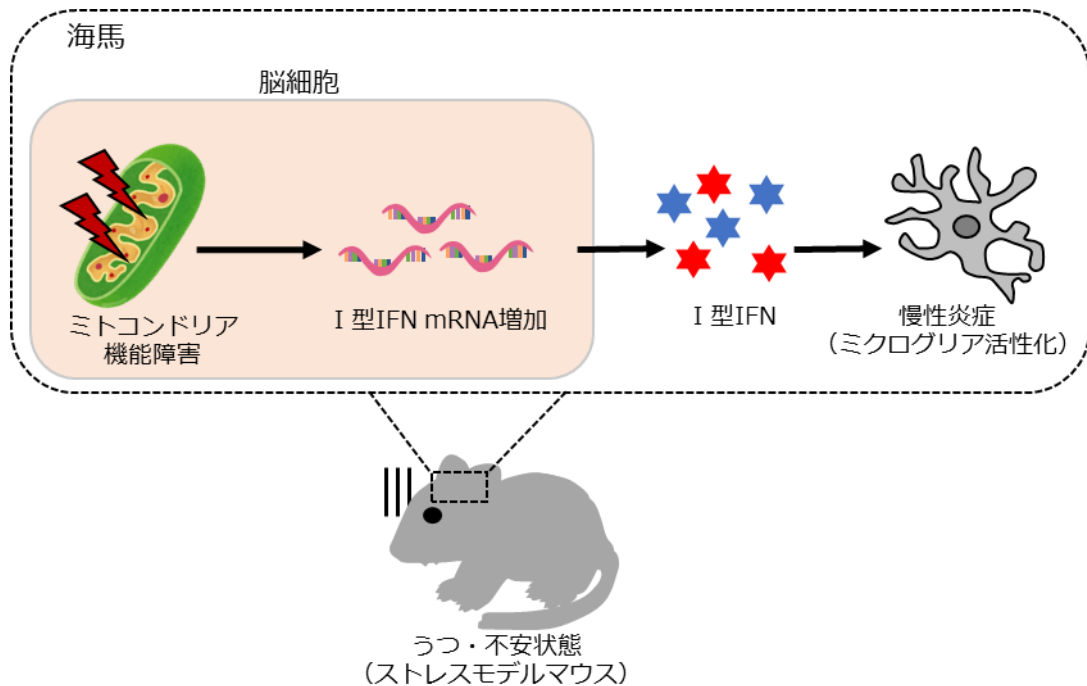 海馬
脳細胞
ミトコンドリア
機能障害
Ⅰ型IFN mRNA増加
Ⅰ型IFN
慢性炎症
（ミクログリア活性化）
うつ・不安状態
（ストレスモデルマウス）